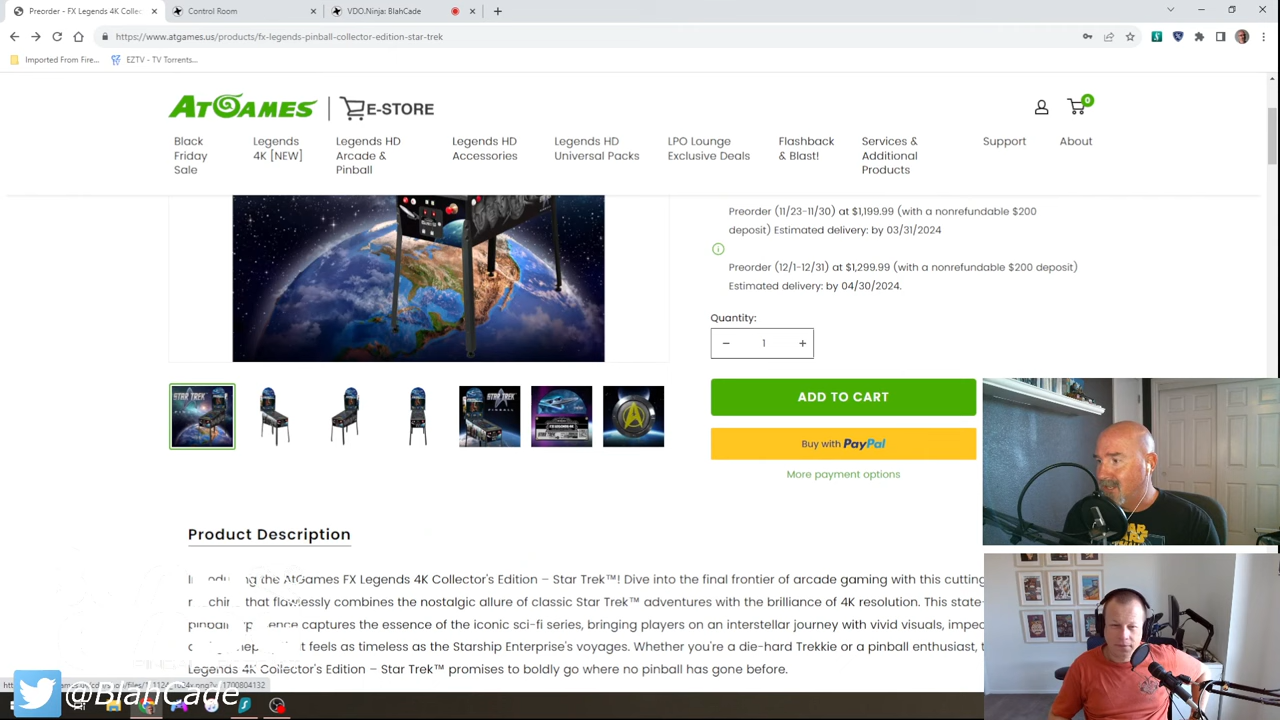 Preorder - FX Legends 4K Collec
Control Room
VDO.Ninja: BlahCade
https://www.atgames.us/products/fx-legends-pinball-collector-edition-star-trek
Imported From Fire...
EZTV - TV Torrents...
ATGAMES | E-STORE
0
Black Friday Sale
Legends 4K [NEW]
Legends HD Arcade & Pinball
Legends HD Accessories
Legends HD Universal Packs
LPO Lounge Exclusive Deals
Flashback & Blast!
Services & Additional Products
Support
About
Preorder (11/23-11/30) at $1,199.99 (with a nonrefundable $200
deposit) Estimated delivery: by 03/31/2024
Preorder (12/1-12/31) at $1,299.99 (with a nonrefundable $200 deposit)
Estimated delivery: by 04/30/2024.
Quantity:
− 1 +
STAR TREK
STAR TREK
ADD TO CART
Buy with PayPal
More payment options
Product Description
the AtGames FX Legends 4K Collector's Edition – Star Trek™! Dive into the final frontier of arcade gaming with this cutting
that flawlessly combines the nostalgic allure of classic Star Trek™ adventures with the brilliance of 4K resolution. This state-
captures the essence of the iconic sci-fi series, bringing players on an interstellar journey with vivid visuals,
feels as timeless as the Starship Enterprise's voyages. Whether you're a die-hard Trekkie or a pinball enthusiast,
Legends 4K Collector's Edition – Star Trek™ promises to boldly go where no pinball has gone before.
@BlahCade